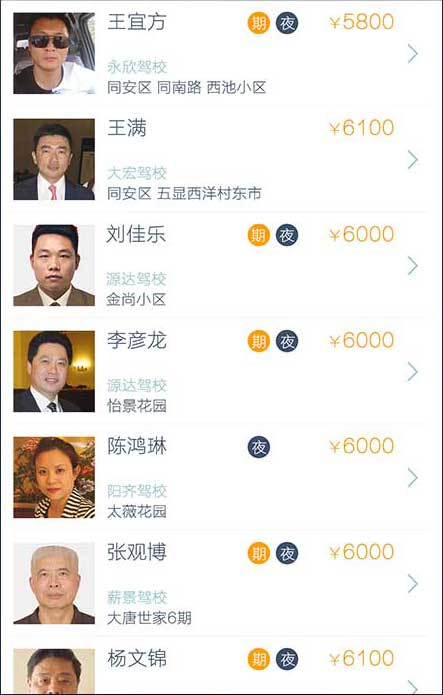 王宜方 期 夜 ¥5800
永欣驾校
同安区 同南路 西池小区
王满 ¥6100
大宏驾校
同安区 五显西洋村东市
刘佳乐 期 夜 ¥6000
源达驾校
金尚小区
李彦龙 期 夜 ¥6000
源达驾校
怡景花园
陈鸿琳 夜 ¥6000
阳齐驾校
太薇花园
张观博 期 夜 ¥6000
薪景驾校
大唐世家6期
杨文锦 期 夜 ¥6100